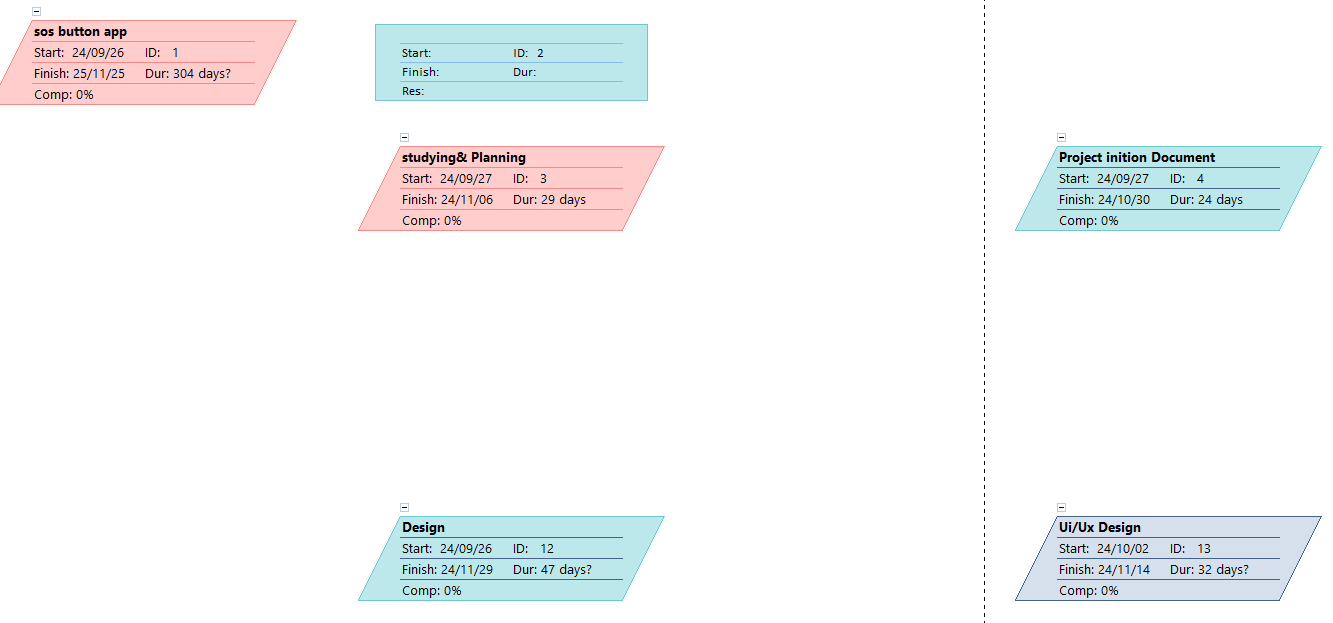 sos button app
Start: 24/09/26 ID: 1
Finish: 25/11/25 Dur: 304 days?
Comp: 0%
Start: ID: 2
Finish: Dur:
Res:
studying& Planning
Start: 24/09/27 ID: 3
Finish: 24/11/06 Dur: 29 days
Comp: 0%
Project inition Document
Start: 24/09/27 ID: 4
Finish: 24/10/30 Dur: 24 days
Comp: 0%
Design
Start: 24/09/26 ID: 12
Finish: 24/11/29 Dur: 47 days?
Comp: 0%
Ui/Ux Design
Start: 24/10/02 ID: 13
Finish: 24/11/14 Dur: 32 days?
Comp: 0%